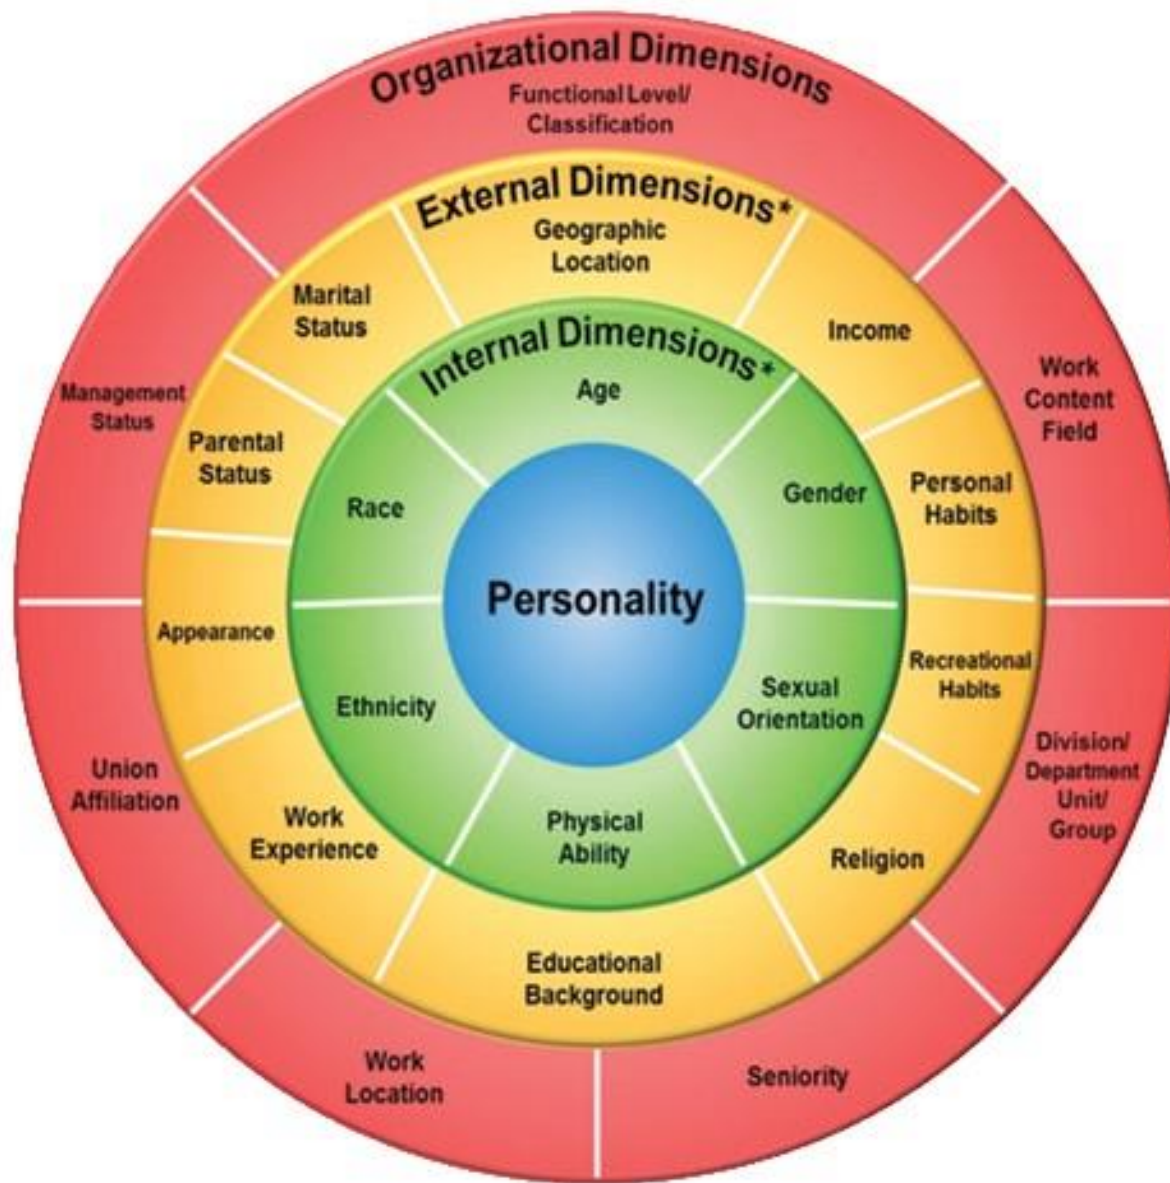 Organizational Dimensions
Functional Level/
Classification
Work
Content
Field
Division/
Department
Unit/
Group
Seniority
Work
Location
Union
Affiliation
Management
Status
External Dimensions*
Geographic
Location
Income
Personal
Habits
Recreational
Habits
Religion
Educational
Background
Work
Experience
Appearance
Parental
Status
Marital
Status
Internal Dimensions*
Age
Gender
Sexual
Orientation
Physical
Ability
Ethnicity
Race
Personality